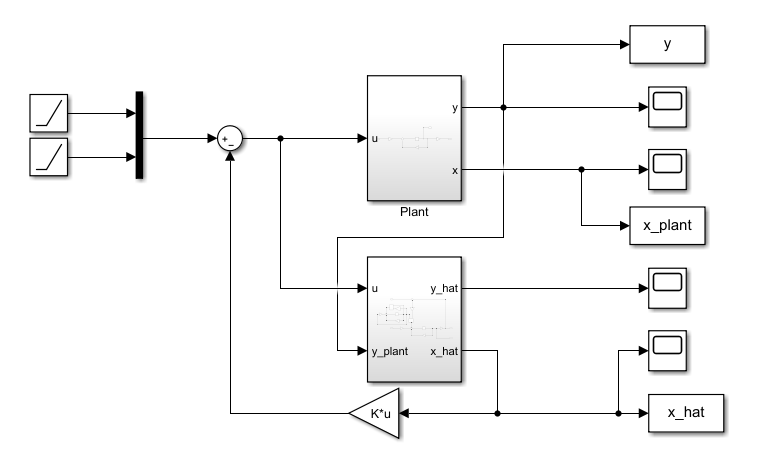 y
y
+
−
u
x
Plant
x_plant
u
y_hat
y_plant
x_hat
K*u
x_hat